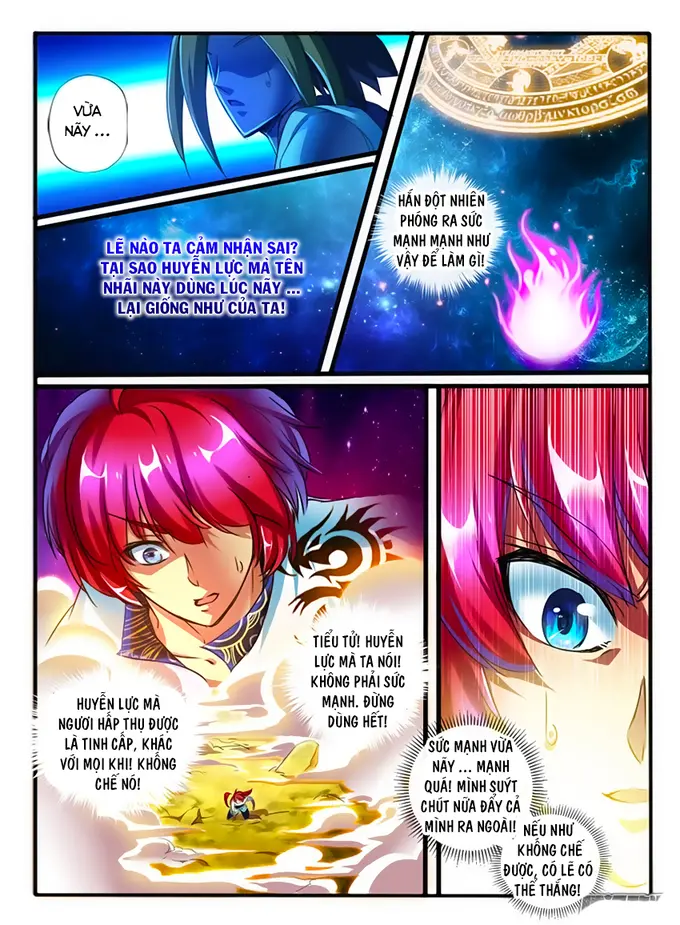 VỪA
NÃY ...
LẼ NÀO TA CẢM NHẬN SAI?
TẠI SAO HUYỄN LỰC MÀ TÊN
NHÃI NÀY DÙNG LÚC NÃY ...
LẠI GIỐNG NHƯ CỦA TA!
HẮN ĐỘT NHIÊN
PHÓNG RA SỨC
MẠNH MẠNH NHƯ
VẬY ĐỂ LÀM GÌ!
TIỂU TỬ! HUYỄN
LỰC MÀ TA NÓI!
KHÔNG PHẢI SỨC
MẠNH. ĐỪNG
DÙNG HẾT!
HUYỄN LỰC MÀ
NGƯỜI HẤP THỤ ĐƯỢC
LÀ TINH CẤP, KHÁC
VỚI MỌI KHI! KHỐNG
CHẾ NÓ!
SỨC MẠNH VỪA
NÃY ... MẠNH
QUÁ! MÌNH SUÝT
CHÚT NỮA ĐẨY CẢ
MÌNH RA NGOÀI!
NẾU NHƯ
KHỐNG CHẾ
ĐƯỢC, CÓ LẼ CÓ
THỂ THẮNG!